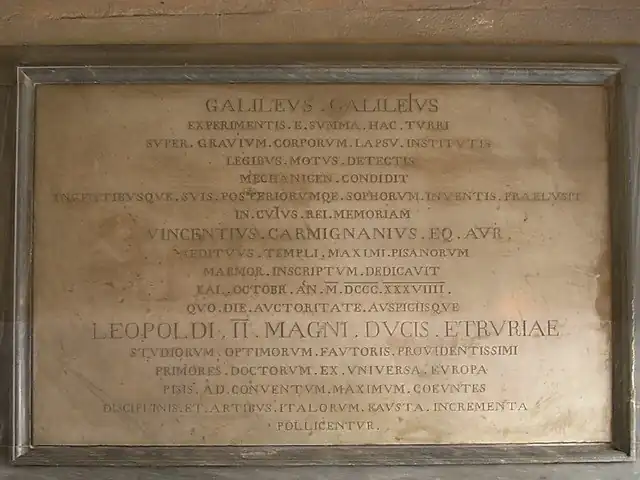 GALILEVS . GALILEIVS
EXPERIMENTIS . E . SVMMA . HAC . TVRRI
SVPER . GRAVIVM . CORPORVM . LAPSV . INSTITVTIS
LEGIBVS . MOTVS . DETECTIS
MECHANICEN . CONDIDIT
INGENTIBVSQVE . SVIS . POSTERIORVMQE . SOPHORVM . INVENTIS . PRAELVSIT
IN . CVIVS . REI . MEMORIAM
VINCENTIVS . CARMIGNANIVS . EQ . AVR .
AEDITVVS . TEMPLI . MAXIMI . PISANORVM
MARMOR . INSCRIPTVM . DEDICAVIT
KAL . OCTOBR . AN . M . DCCC . XXXVIIII .
QVO . DIE . AVCTORITATE . AVSPICIISQVE
LEOPOLDI . II . MAGNI . DVCIS . ETRVRIAE
STVDIORVM . OPTIMORVM . FAVTORIS . PROVIDENTISSIMI
PRIMORES . DOCTORVM . EX . VNIVERSA . EVROPA
PISIS . AD . CONVENTVM . MAXIMVM . COEVNTES
DISCIPLINIS . ET . ARTIBVS . ITALORVM . FAVSTA . INCREMENTA
POLLICENTVR .